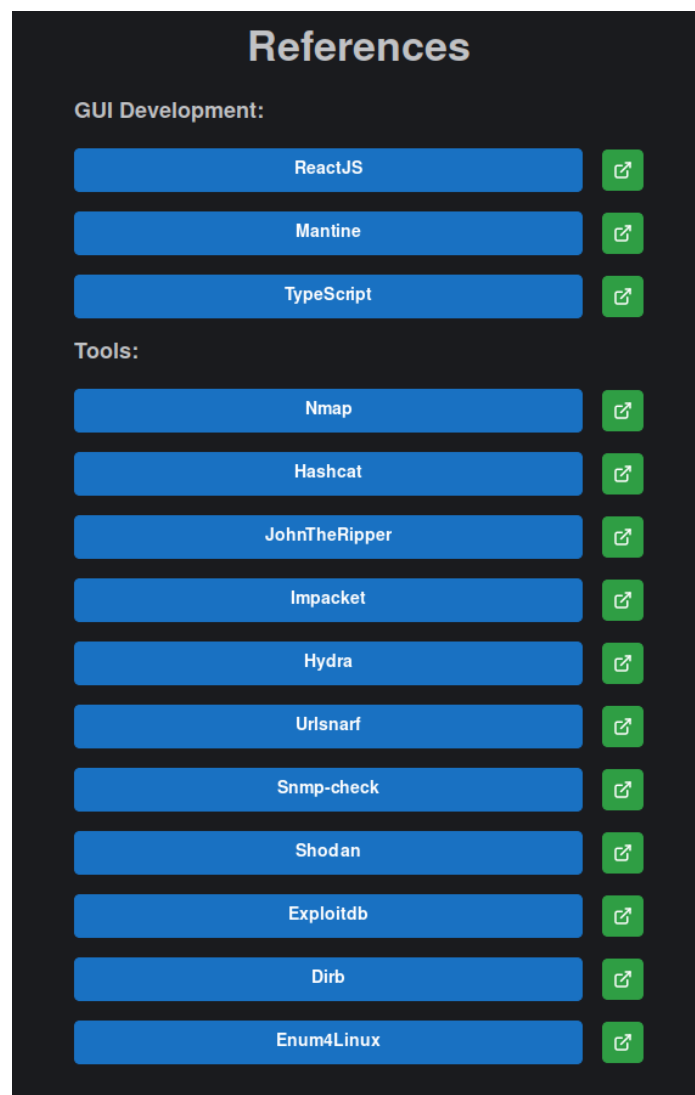 References
GUI Development:
ReactJS
Mantine
TypeScript
Tools:
Nmap
Hashcat
JohnTheRipper
Impacket
Hydra
Urlsnarf
Snmp-check
Shodan
Exploitdb
Dirb
Enum4Linux